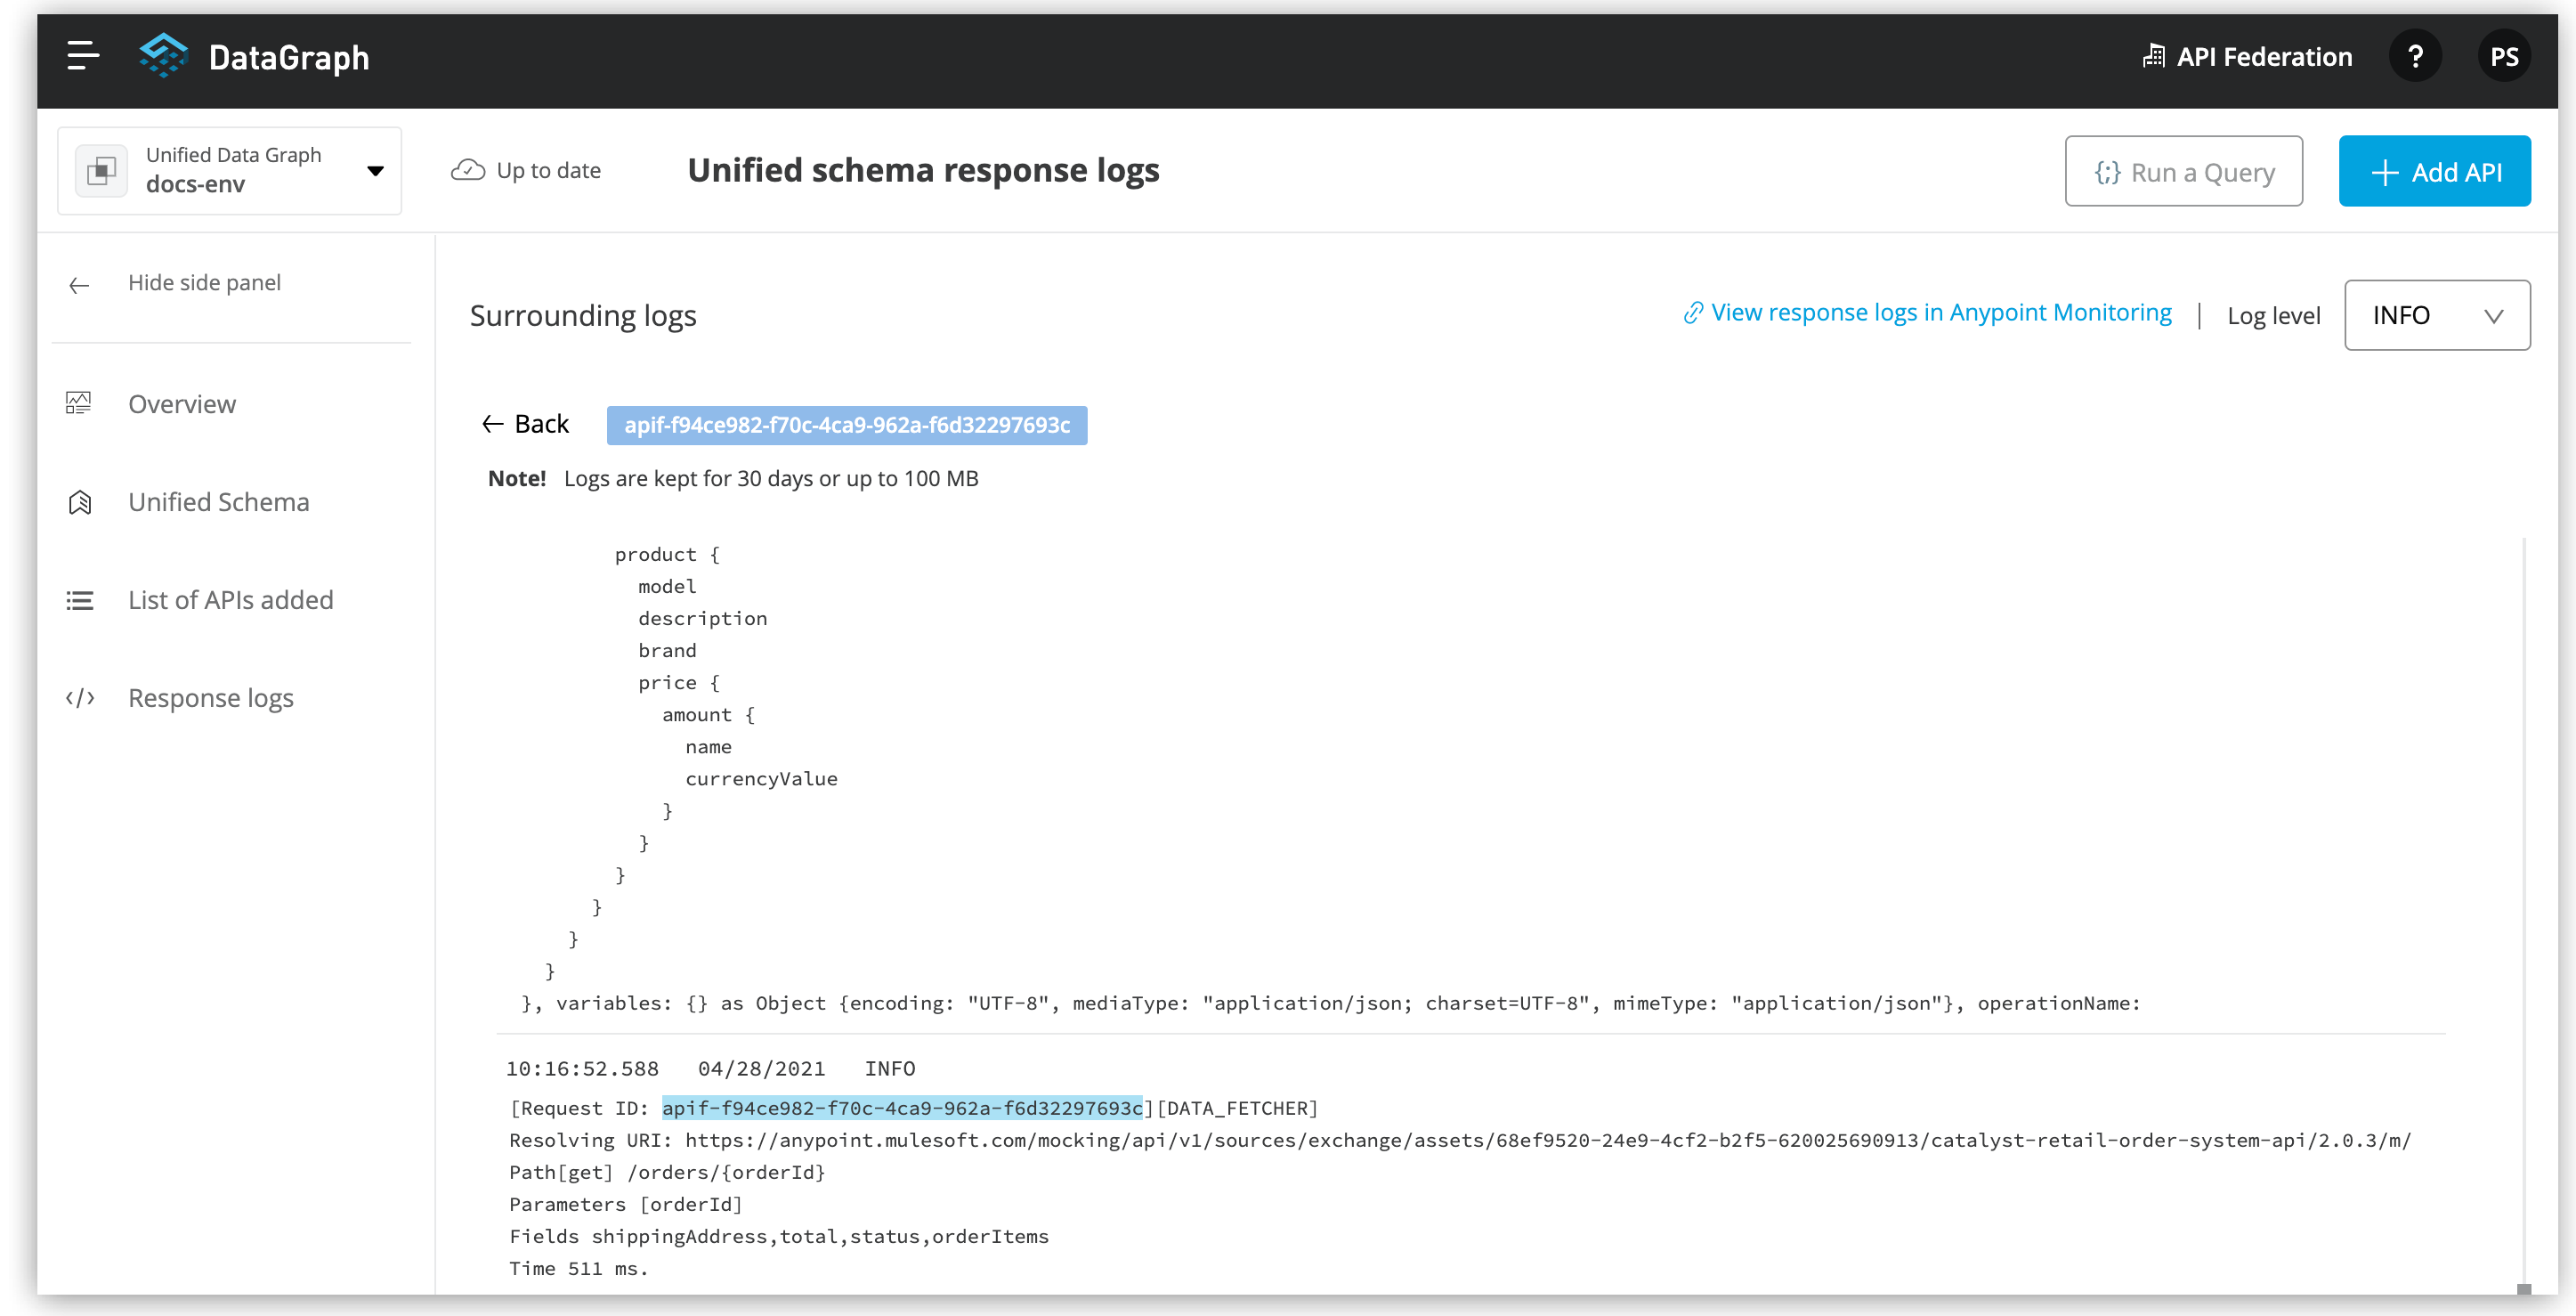 DataGraph
API Federation
?
PS
Unified Data Graph
docs-env
Up to date
Unified schema response logs
{;} Run a Query
+ Add API
← Hide side panel
Overview
Unified Schema
List of APIs added
</> Response logs
Surrounding logs
View response logs in Anypoint Monitoring | Log level INFO
← Back apif-f94ce982-f70c-4ca9-962a-f6d32297693c
Note! Logs are kept for 30 days or up to 100 MB
product {
model
description
brand
price {
amount {
name
currencyValue
}
}
}
}
}
}
}, variables: {} as Object {encoding: "UTF-8", mediaType: "application/json; charset=UTF-8", mimeType: "application/json"}, operationName:
10:16:52.588 04/28/2021 INFO
[Request ID: apif-f94ce982-f70c-4ca9-962a-f6d32297693c][DATA_FETCHER]
Resolving URI: https://anypoint.mulesoft.com/mocking/api/v1/sources/exchange/assets/68ef9520-24e9-4cf2-b2f5-620025690913/catalyst-retail-order-system-api/2.0.3/m/
Path[get] /orders/{orderId}
Parameters [orderId]
Fields shippingAddress,total,status,orderItems
Time 511 ms.